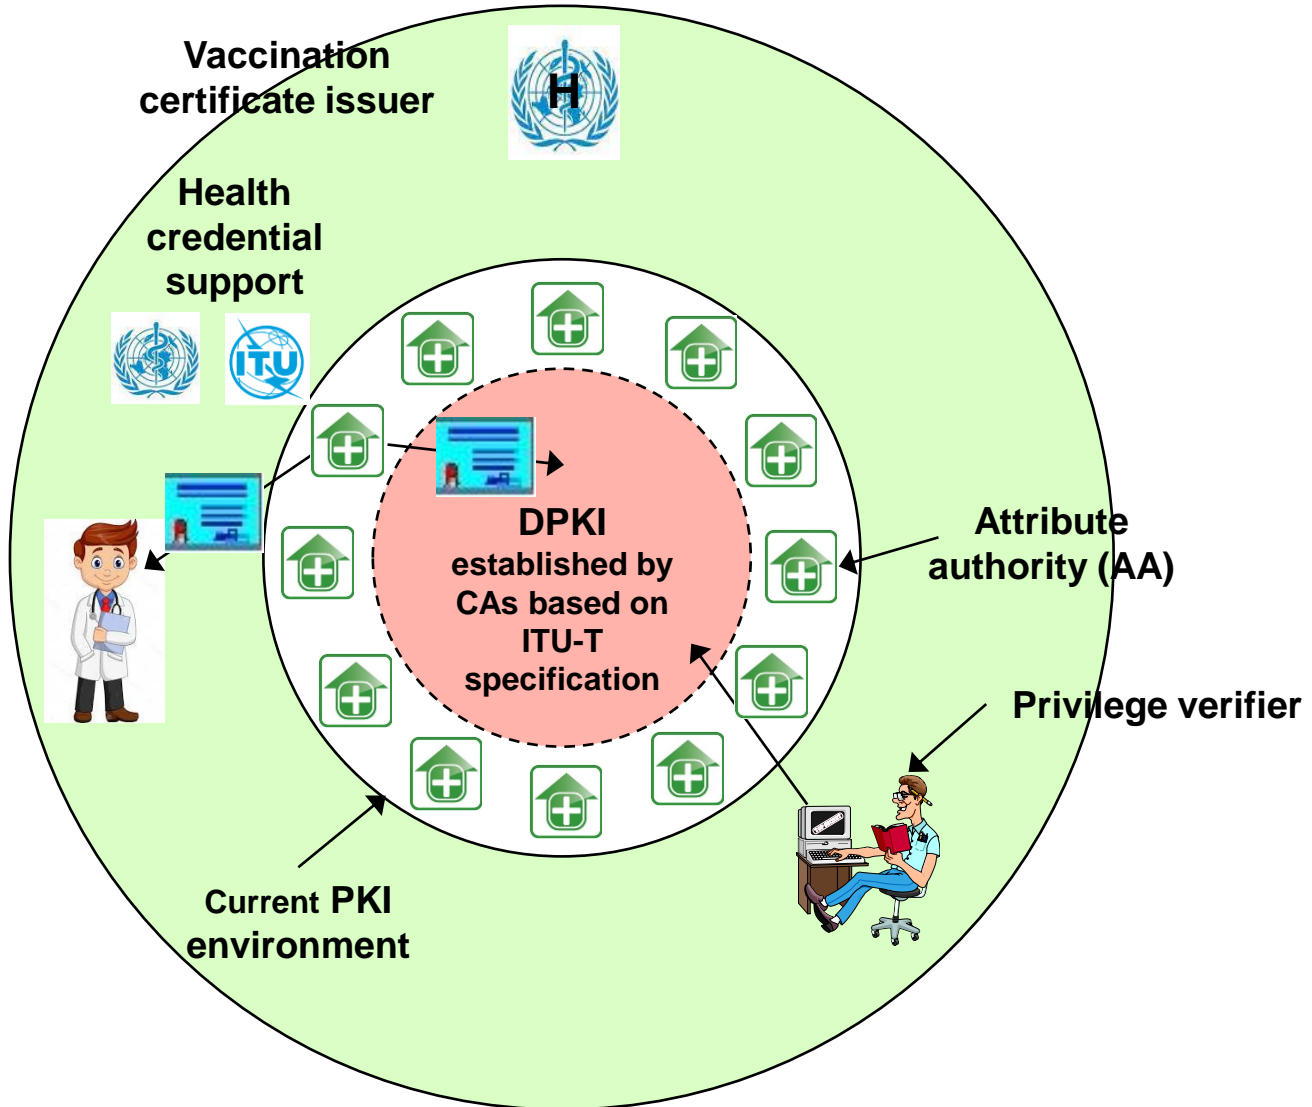 Vaccination
certificate issuer
H
Health
credential
support
ITU
DPKI
established by
CAs based on
ITU-T
specification
Attribute
authority (AA)
Privilege verifier
Current PKI
environment